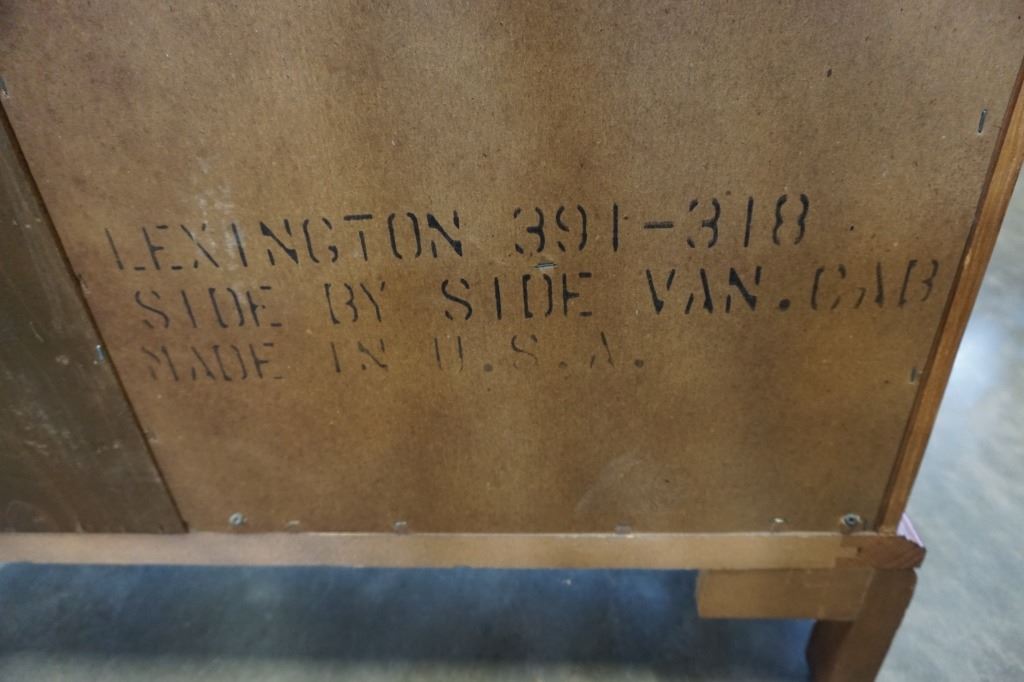 LEXINGTON 391-318
SIDE BY SIDE VAN. CAB
MADE IN U.S.A.